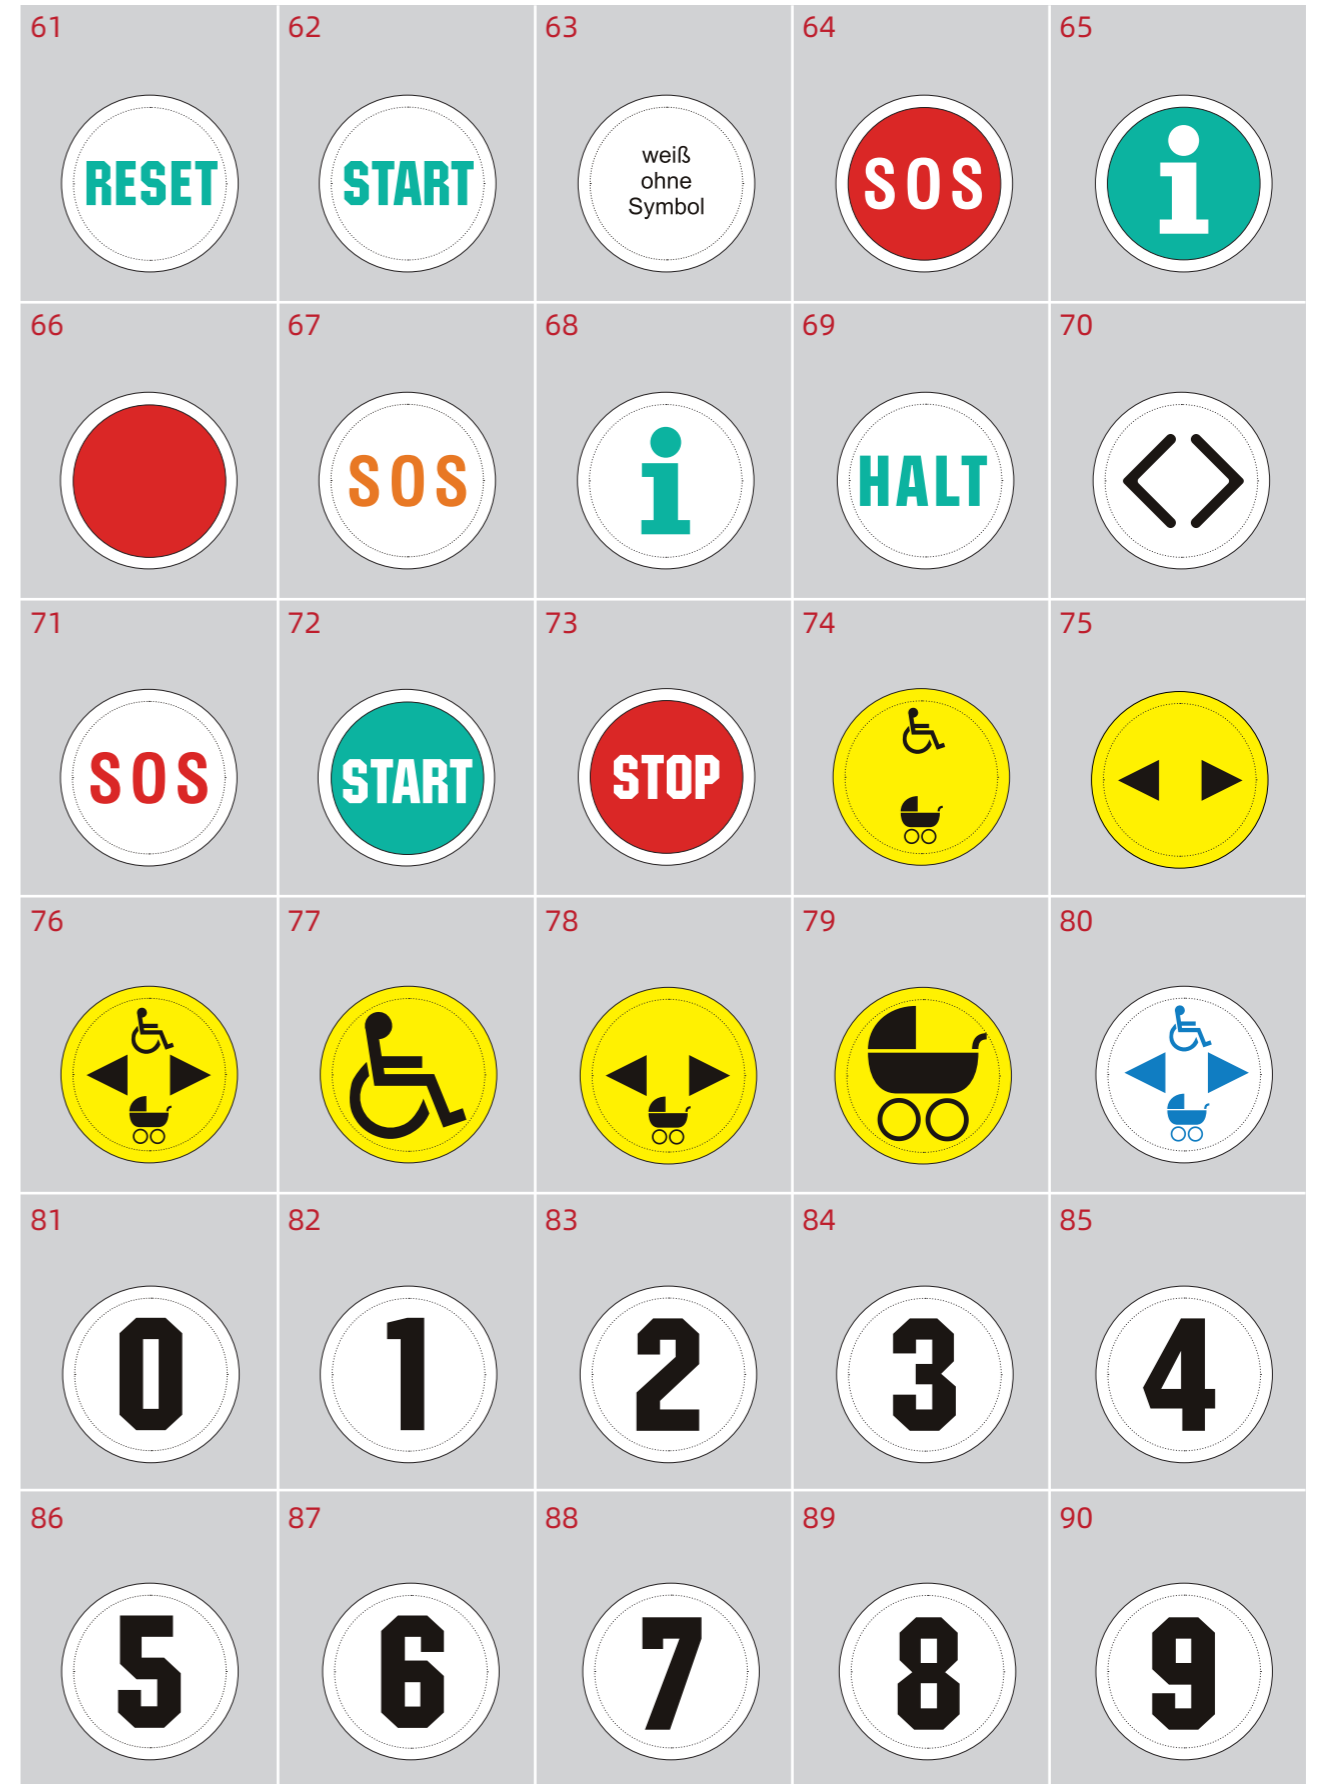 61 62 63 64 65
RESET START weiß SOS i
ohne
Symbol
66 67 68 69 70
SOS i HALT < >
71 72 73 74 75
SOS START STOP
76 77 78 79 80
81 82 83 84 85
0 1 2 3 4
86 87 88 89 90
5 6 7 8 9